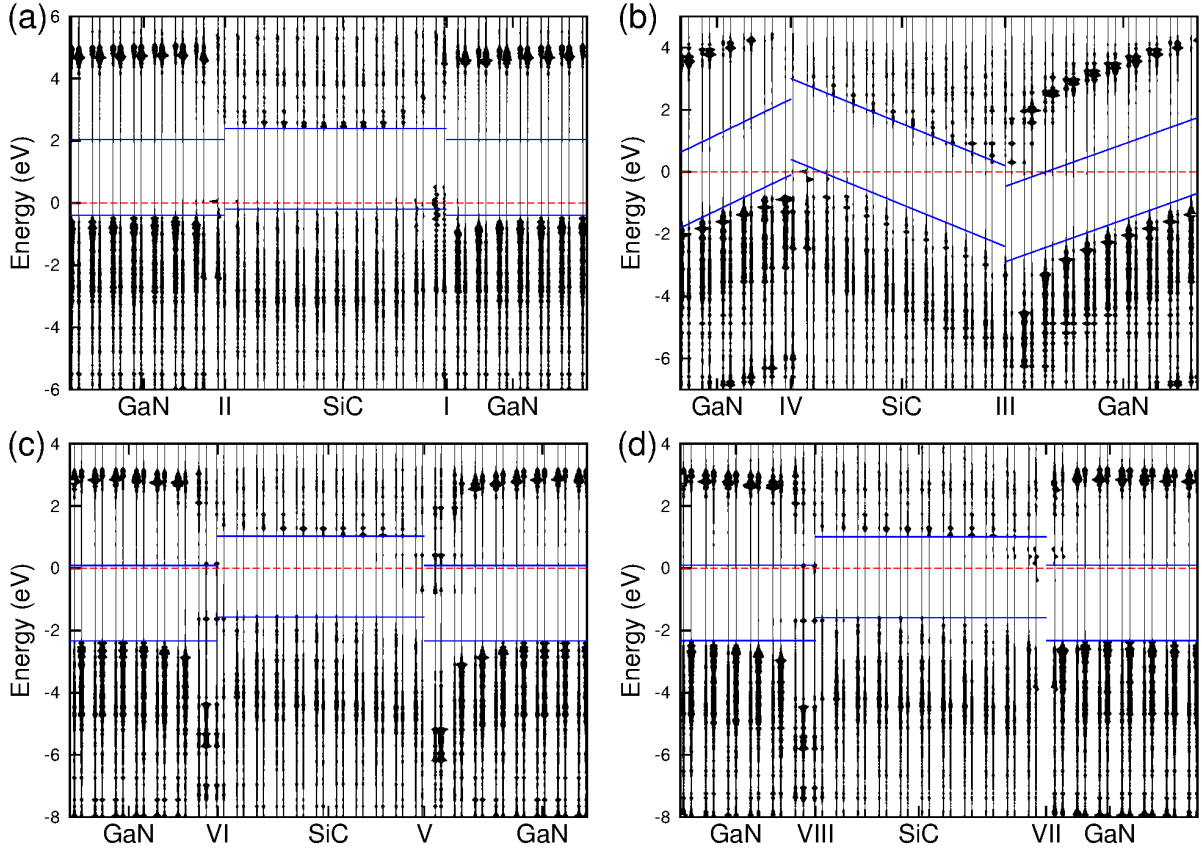 (a)
Energy (eV)
6
4
2
0
-2
-4
-6
GaN II SiC I GaN
(b)
Energy (eV)
4
2
0
-2
-4
-6
GaN IV SiC III GaN
(c)
Energy (eV)
4
2
0
-2
-4
-6
-8
GaN VI SiC V GaN
(d)
Energy (eV)
4
2
0
-2
-4
-6
-8
GaN VIII SiC VII GaN